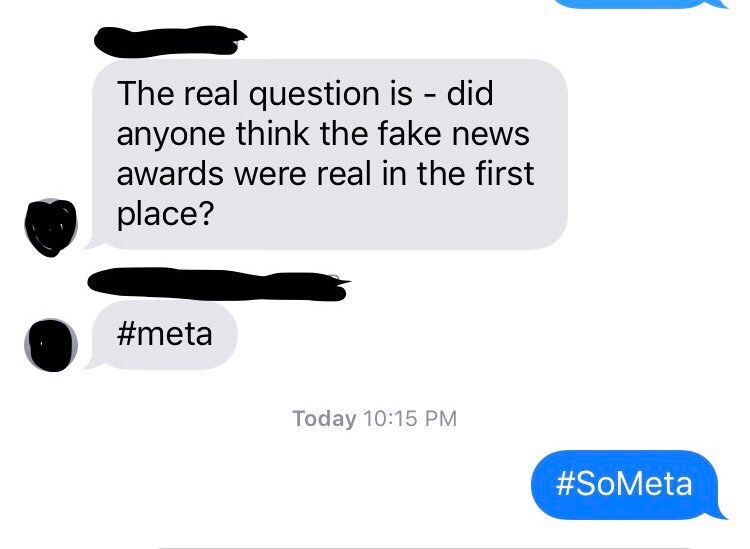 The real question is - did
anyone think the fake news
awards were real in the first
place?
#meta
Today 10:15 PM
#SoMeta